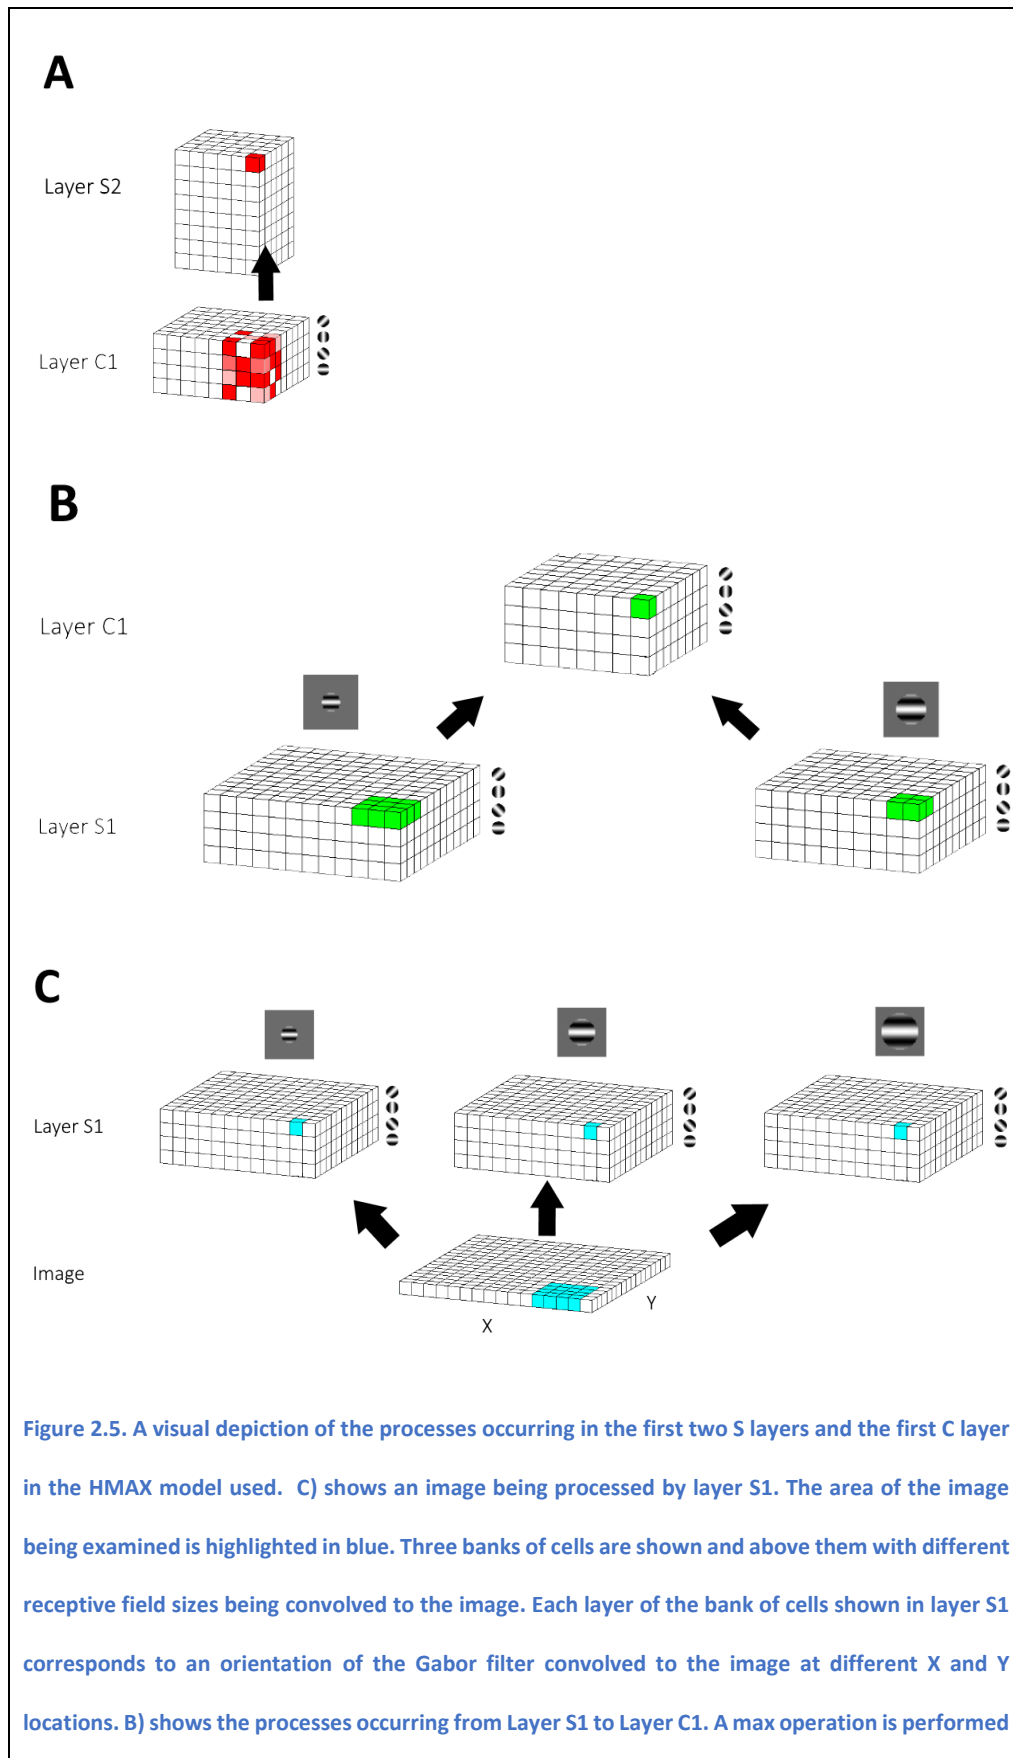 A
Layer S2
Layer C1
B
Layer C1
Layer S1
C
Layer S1
Image
X
Y
Figure 2.5. A visual depiction of the processes occurring in the first two S layers and the first C layer
in the HMAX model used. C) shows an image being processed by layer S1. The area of the image
being examined is highlighted in blue. Three banks of cells are shown and above them with different
receptive field sizes being convolved to the image. Each layer of the bank of cells shown in layer S1
corresponds to an orientation of the Gabor filter convolved to the image at different X and Y
locations. B) shows the processes occurring from Layer S1 to Layer C1. A max operation is performed